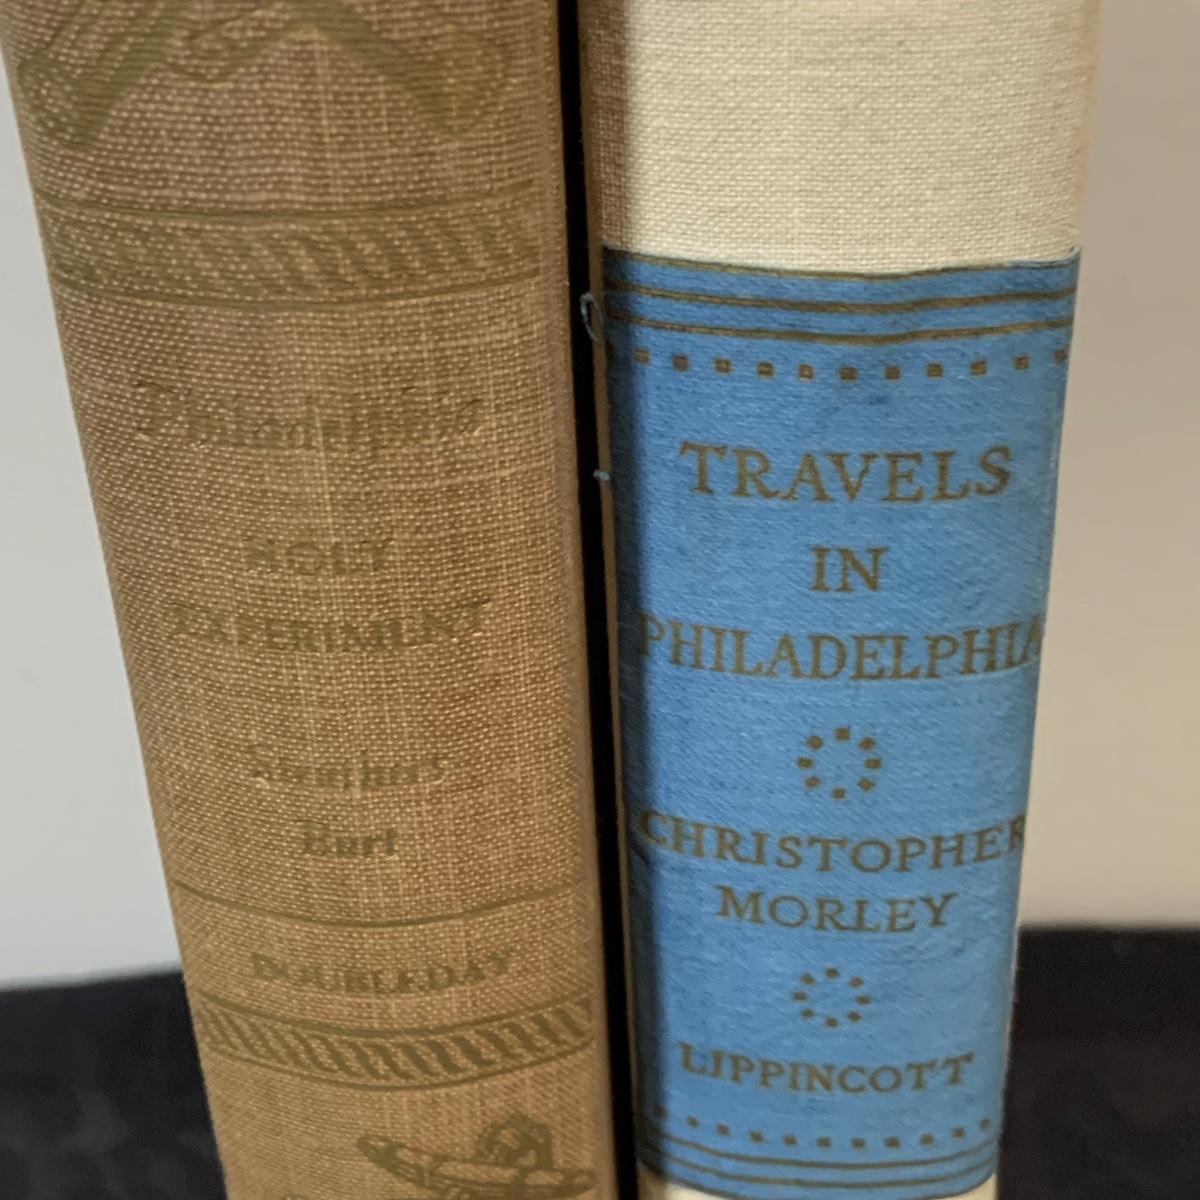 Philadelphia
HOLY
EXPERIMENT
Struthers
Burt
DOUBLEDAY
TRAVELS
IN
PHILADELPHIA
CHRISTOPHER
MORLEY
LIPPINCOTT